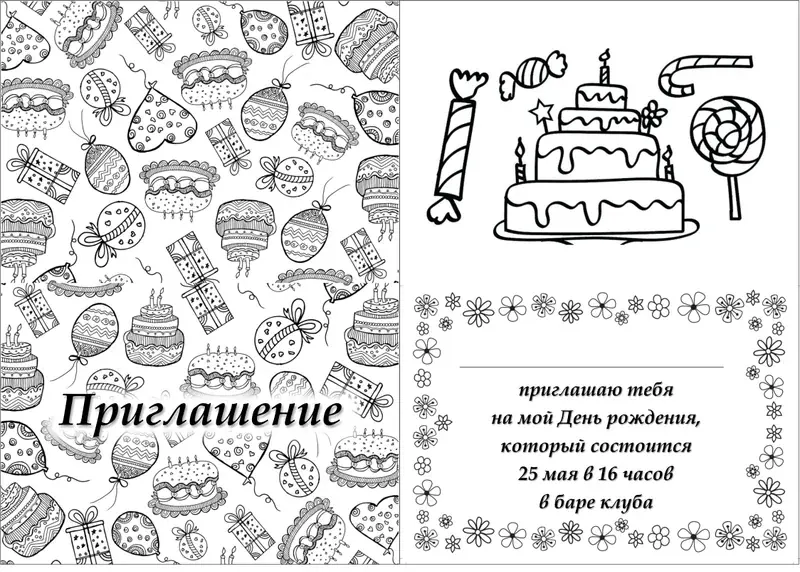 Приглашение
приглашаю тебя
на мой День рождения,
который состоится
25 мая в 16 часов
в баре клуба